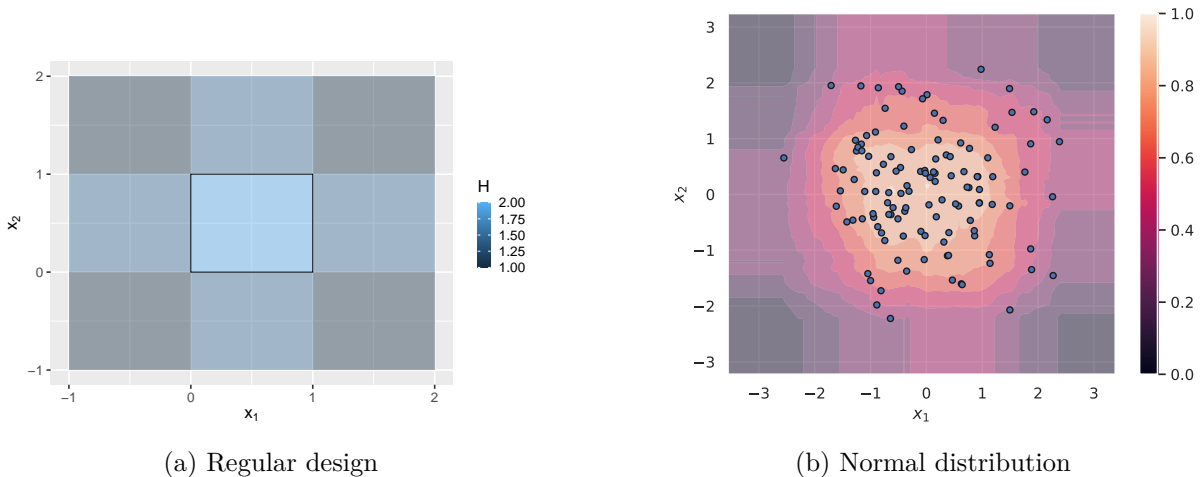 2
1
0
−1
x2
−1 0 1 2
x1
H
2.00
1.75
1.50
1.25
1.00
(a) Regular design
3
2
1
0
−1
−2
−3
x2
−3 −2 −1 0 1 2 3
x1
1.0
0.8
0.6
0.4
0.2
0.0
(b) Normal distribution